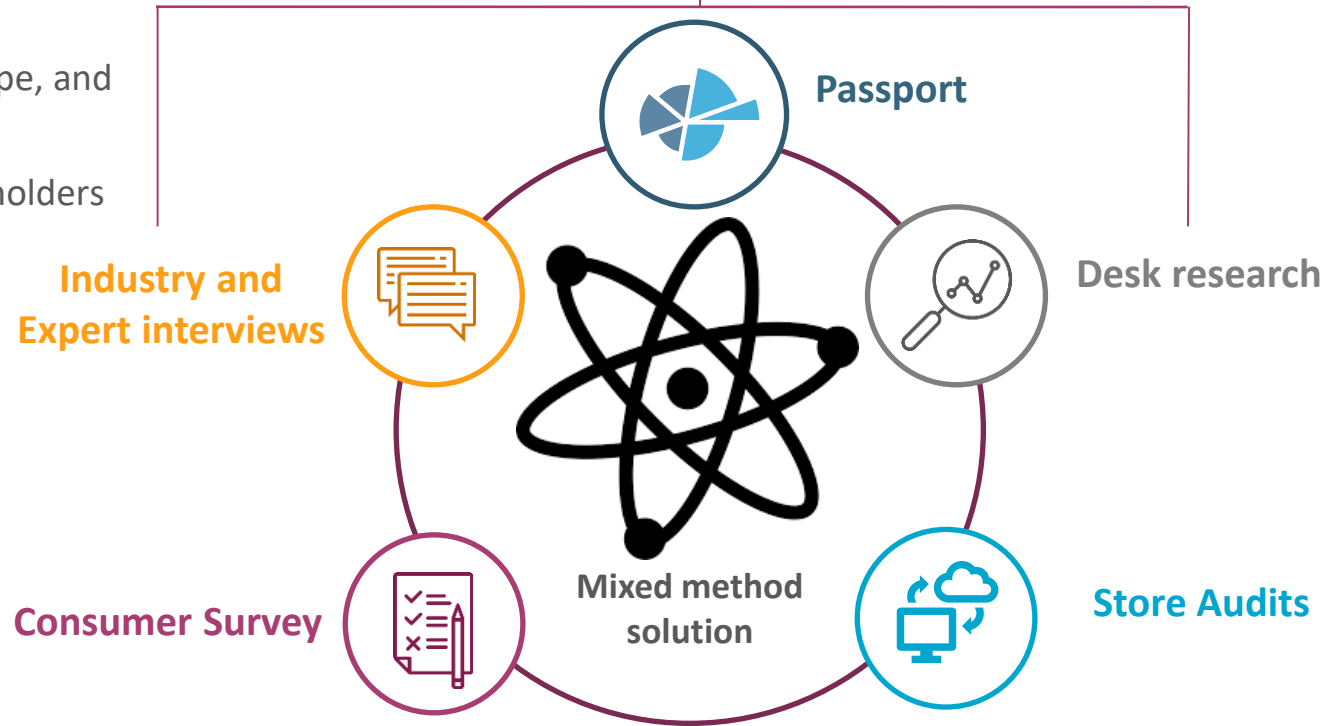 pe, and
holders
Passport
Industry and
Expert interviews
Desk research
Mixed method
solution
Consumer Survey
Store Audits